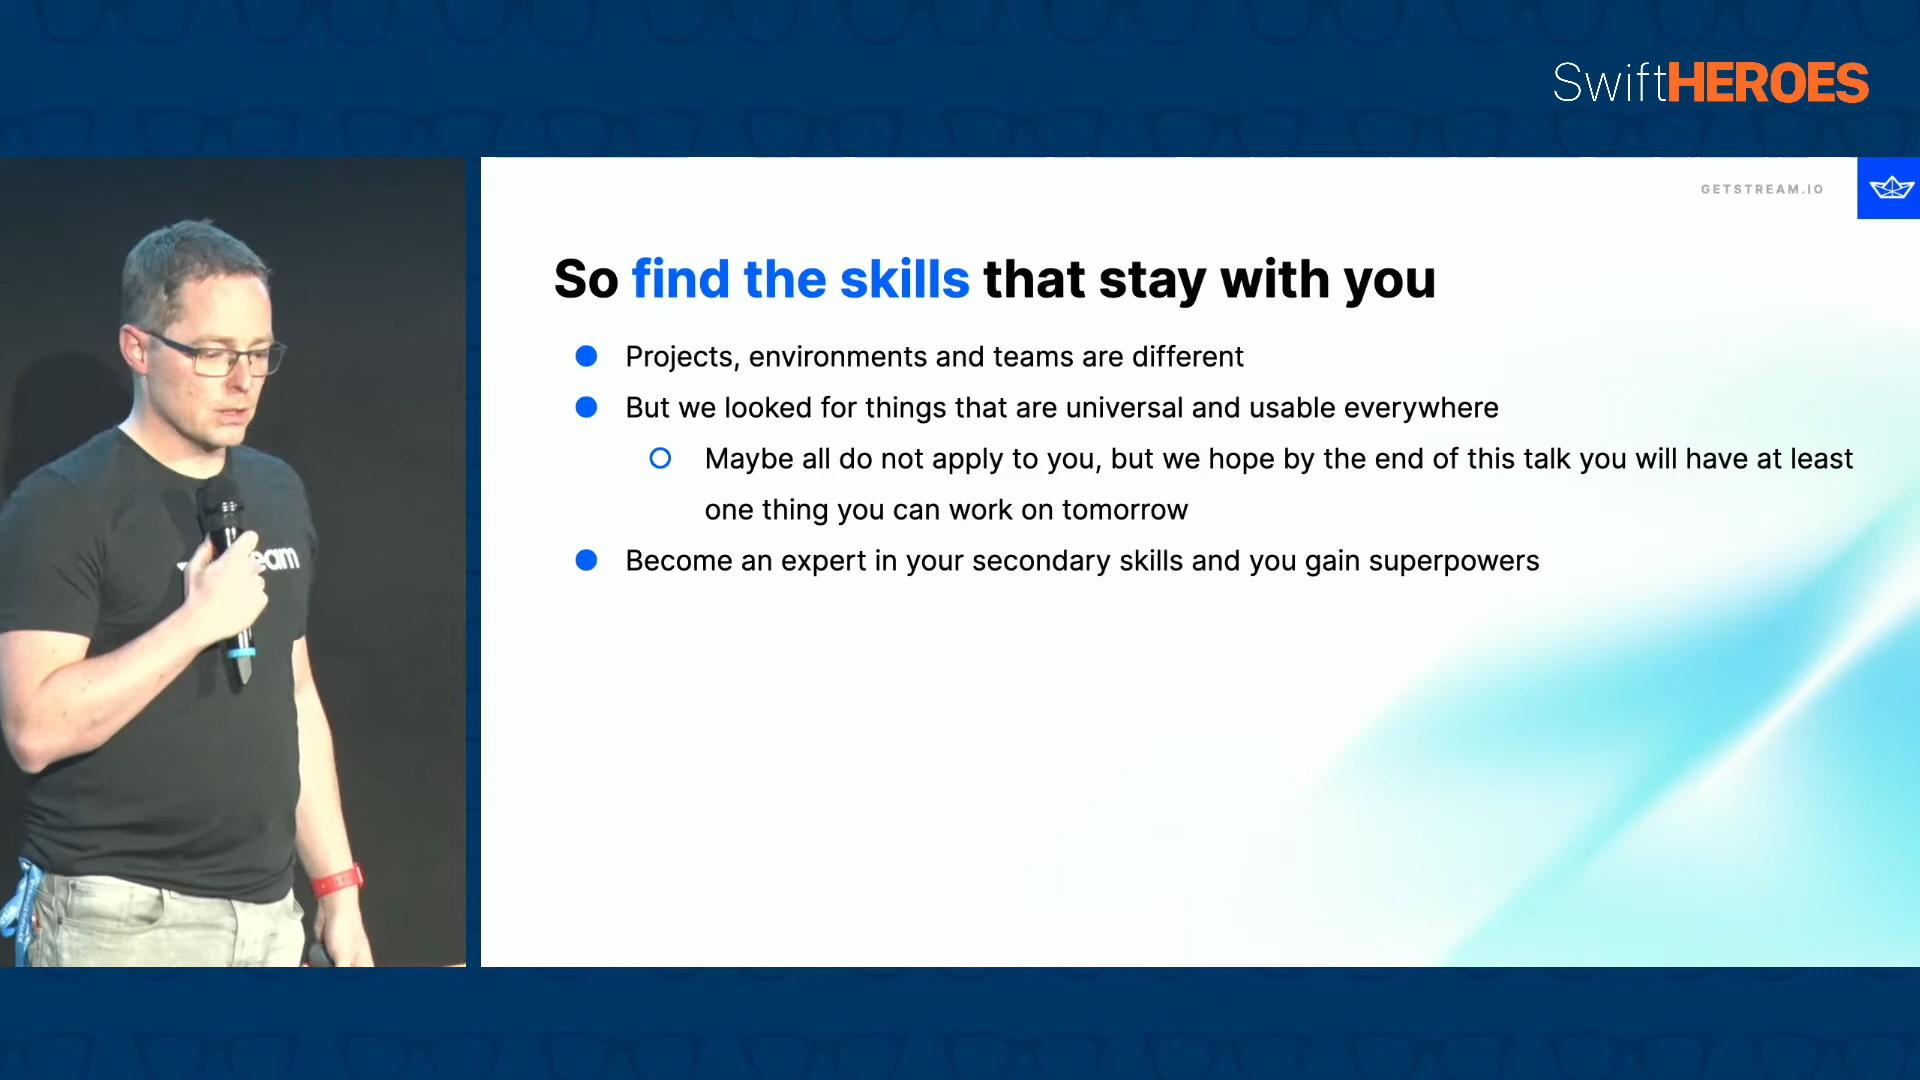 SwiftHEROES
GETSTREAM.IO
So find the skills that stay with you
Projects, environments and teams are different
But we looked for things that are universal and usable everywhere
Maybe all do not apply to you, but we hope by the end of this talk you will have at least
one thing you can work on tomorrow
Become an expert in your secondary skills and you gain superpowers